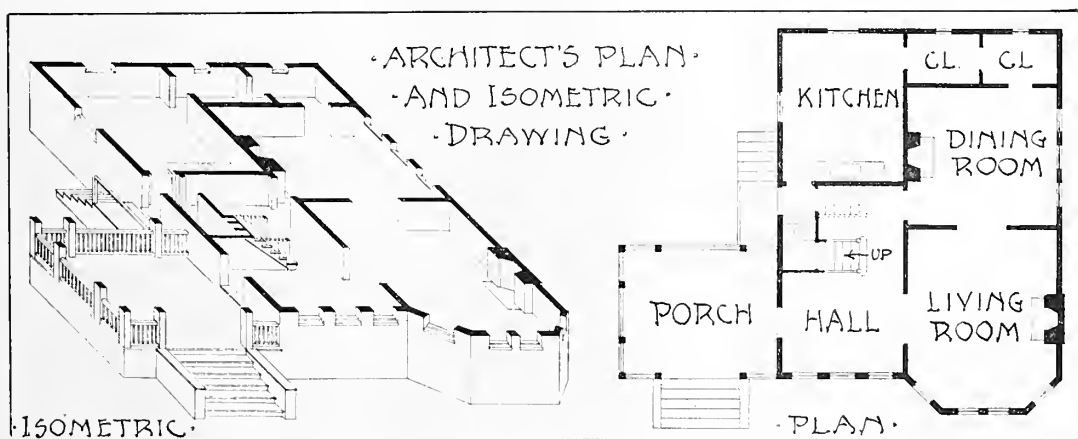 ·ARCHITECT'S PLAN·
·AND ISOMETRIC·
·DRAWING·
CL.
CL
KITCHEN
DINING
ROOM
UP
PORCH
HALL
LIVING
ROOM
·ISOMETRIC·
·PLAN·